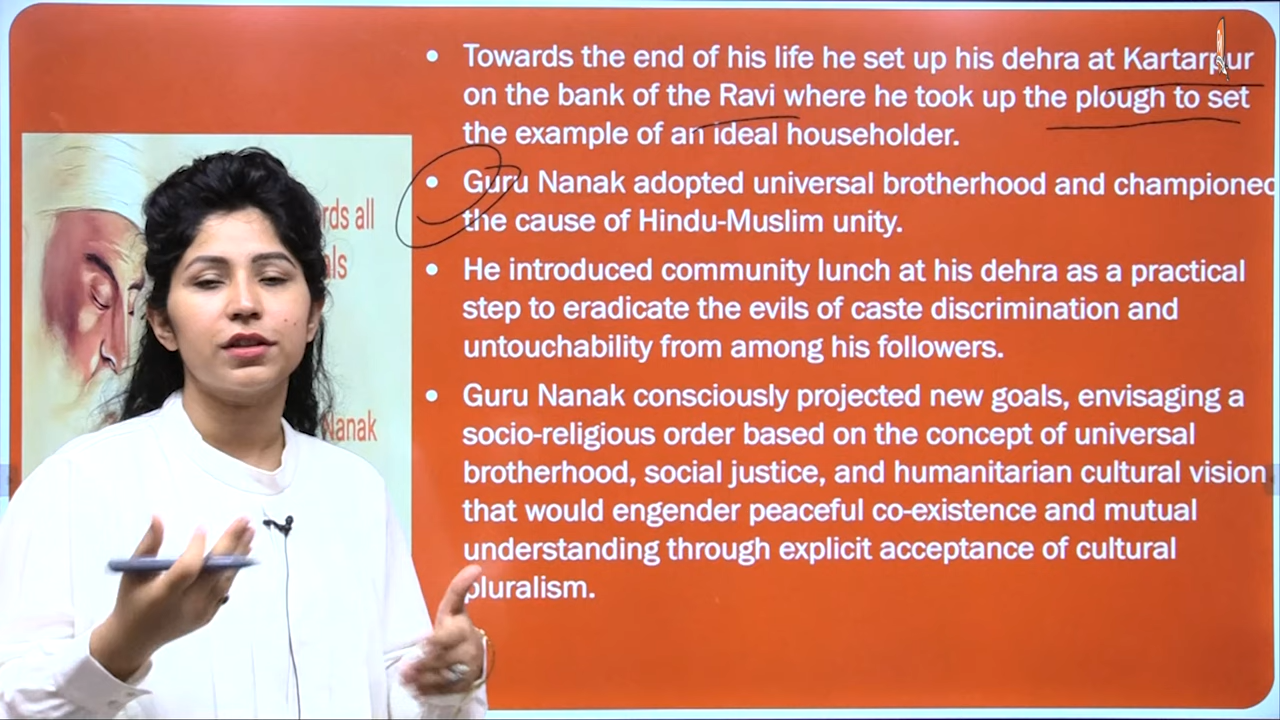 • Towards the end of his life he set up his dehra at Kartarpur
on the bank of the Ravi where he took up the plough to set
the example of an ideal householder.
• Guru Nanak adopted universal brotherhood and championed
the cause of Hindu-Muslim unity.
• He introduced community lunch at his dehra as a practical
step to eradicate the evils of caste discrimination and
untouchability from among his followers.
• Guru Nanak consciously projected new goals, envisaging a
socio-religious order based on the concept of universal
brotherhood, social justice, and humanitarian cultural vision
that would engender peaceful co-existence and mutual
understanding through explicit acceptance of cultural
pluralism.
all
Nanak